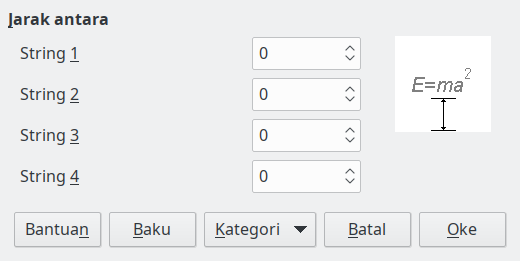 Jarak antara
String 1 0
String 2 0
String 3 0
String 4 0
E=ma²
Bantuan Baku Kategori Batal Oke